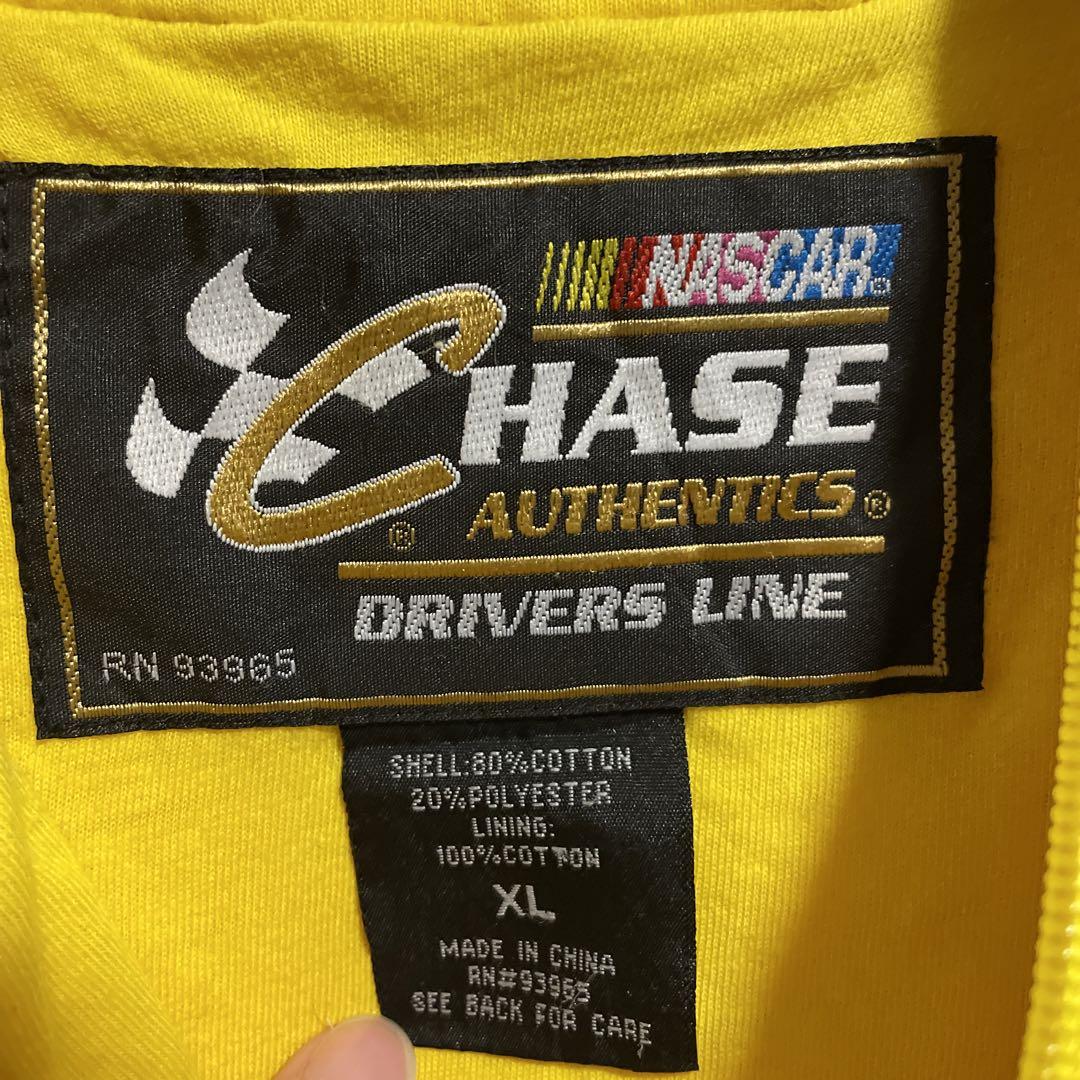 NASCAR®
CHASE
AUTHENTICS®
®
DRIVERS LINE
RN 93965
SHELL:80%COTTON
20%POLYESTER
LINING:
100%COTTON
XL
MADE IN CHINA
RN#93965
SEE BACK FOR CARE